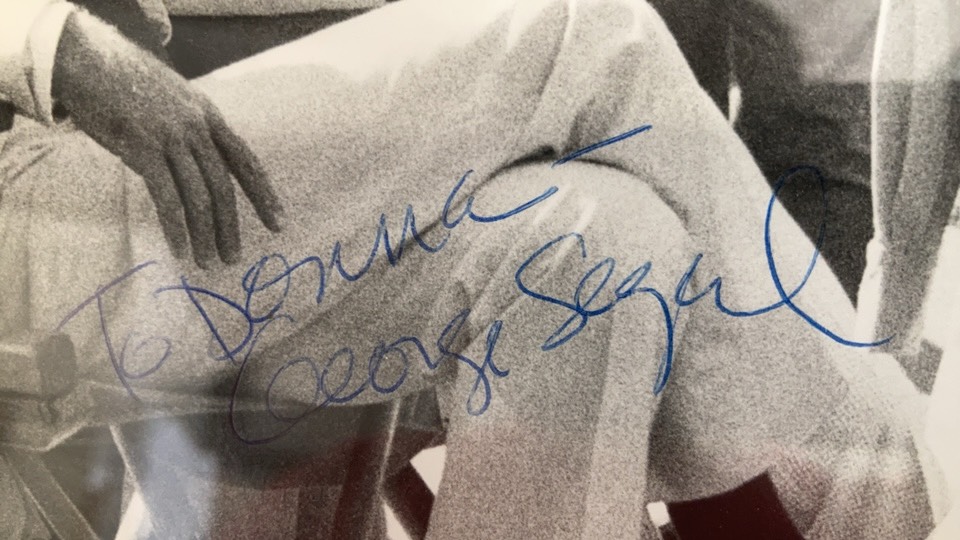 To Donna —
George Segal